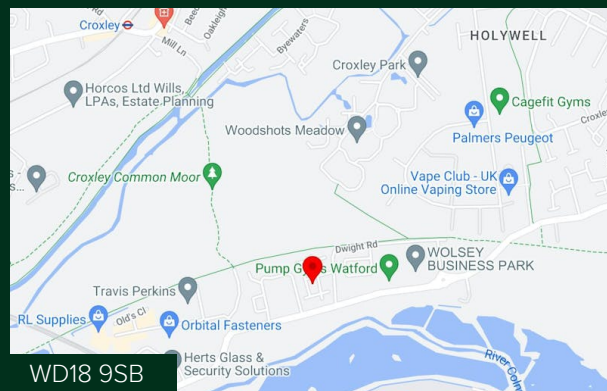 HOLYWELL
Croxley
Mill Ln
Byewaters
Croxley Park
Horcos Ltd Wills,
LPAs, Estate Planning
Cagefit Gyms
Woodshots Meadow
Palmers Peugeot
Croxley Common Moor
Vape Club - UK
Online Vaping Store
Dwight Rd
WOLSEY
BUSINESS PARK
Travis Perkins
RL Supplies
Old's Cl
Orbital Fasteners
Herts Glass &
Security Solutions
WD18 9SB